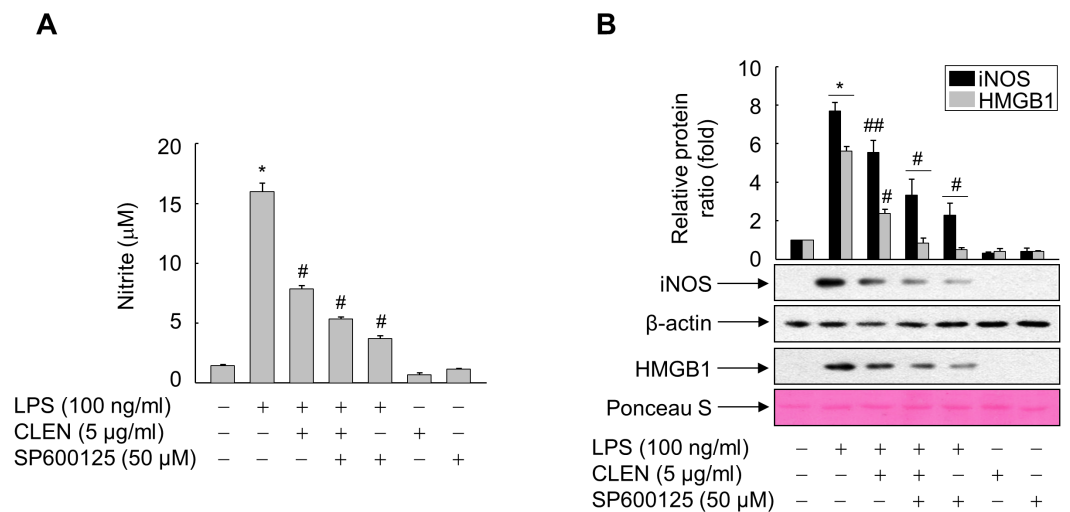 A
20
15
10
5
0
Nitrite (μM)
*
#
#
#
LPS (100 ng/ml) − + + + + − −
CLEN (5 μg/ml) − − + + − + −
SP600125 (50 μM) − − − + + − +
B
10
8
6
4
2
0
Relative protein
ratio (fold)
iNOS
HMGB1
*
##
#
#
#
iNOS
β-actin
HMGB1
Ponceau S
LPS (100 ng/ml) − + + + + − −
CLEN (5 μg/ml) − − + + − + −
SP600125 (50 μM) − − − + + − +